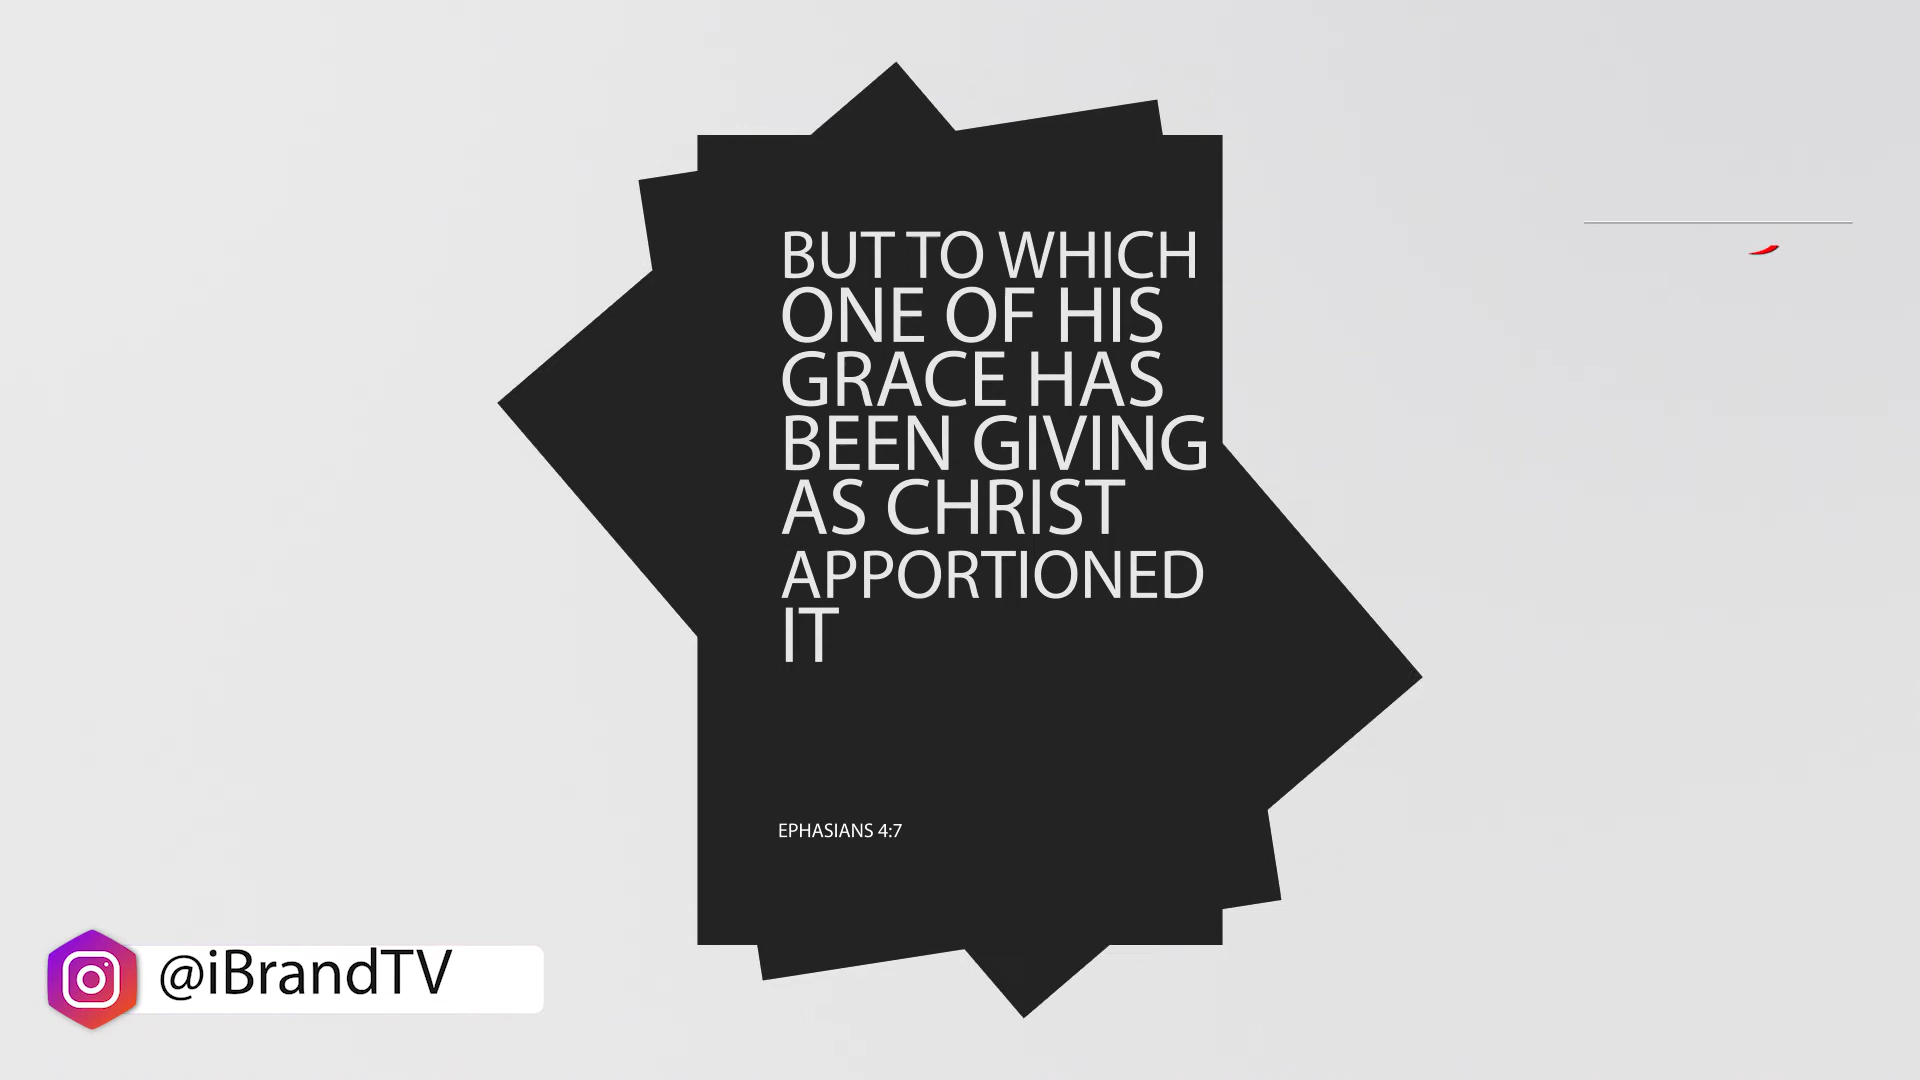 BUT TO WHICH
ONE OF HIS
GRACE HAS
BEEN GIVING
AS CHRIST
APPORTIONED
IT
EPHASIANS 4:7
@iBrandTV